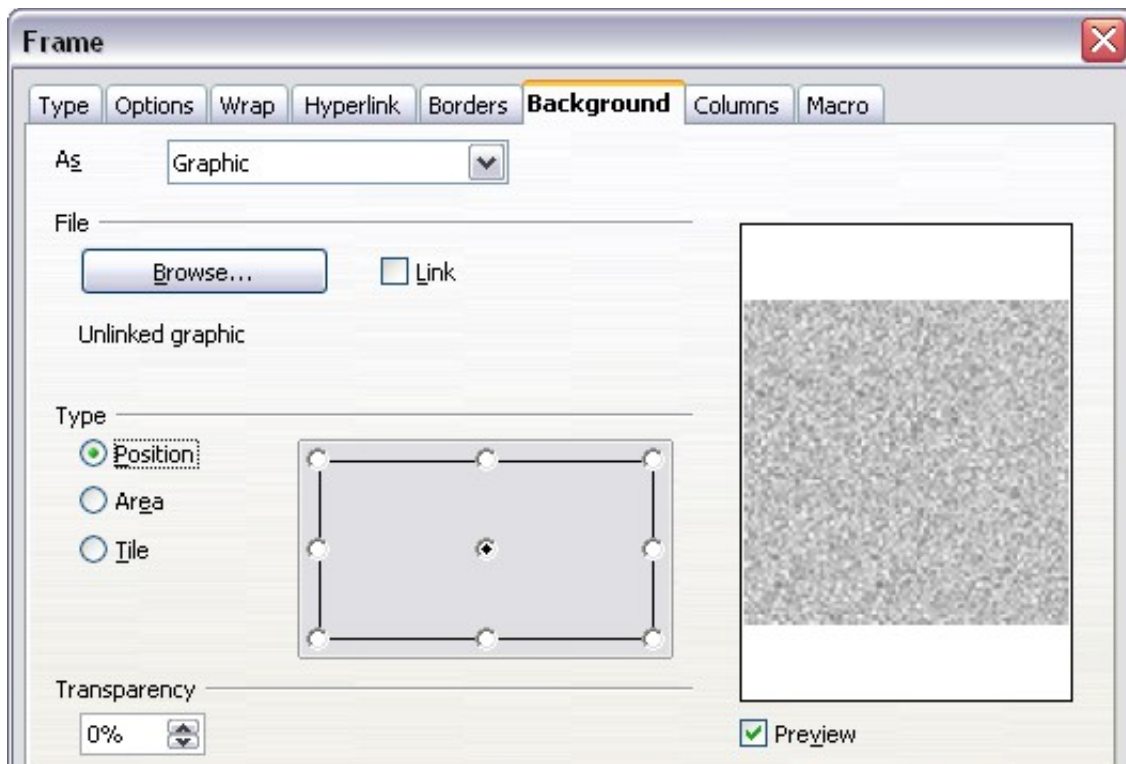 Frame
Type Options Wrap Hyperlink Borders Background Columns Macro
As Graphic
File
Browse... Link
Unlinked graphic
Type
Position
Area
Tile
Transparency
0%
Preview